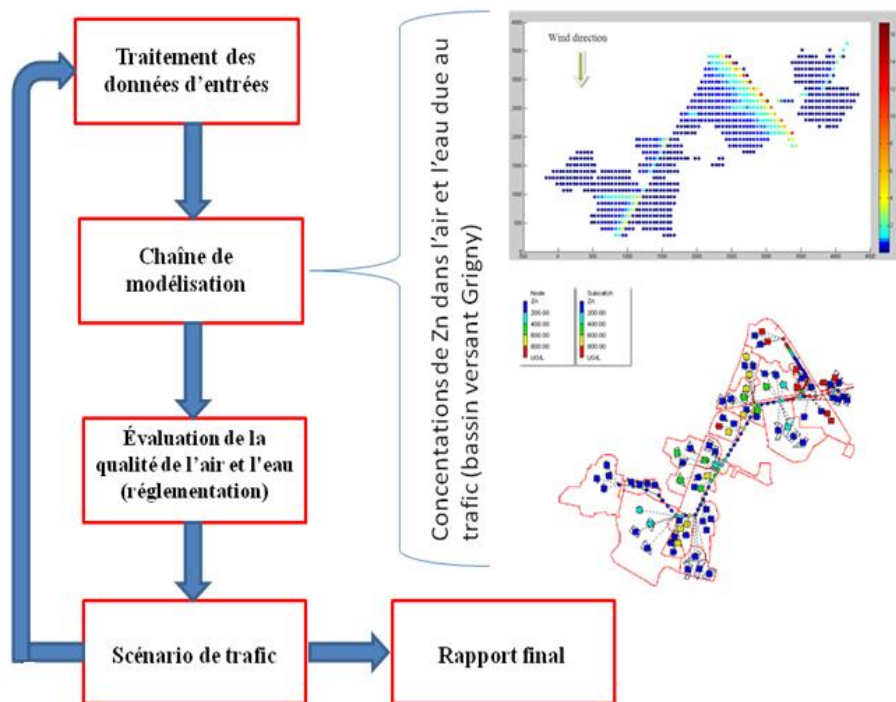 Traitement des
données d'entrées
Chaîne de
modélisation
Évaluation de la
qualité de l'air et l'eau
(réglementation)
Scénario de trafic
Rapport final
Concentations de Zn dans l'air et l'eau due au
trafic (bassin versant Grigny)
Wind direction
Node
Zn
200.00
400.00
600.00
800.00
UG/L
Subcatch
Zn
200.00
400.00
600.00
800.00
UG/L